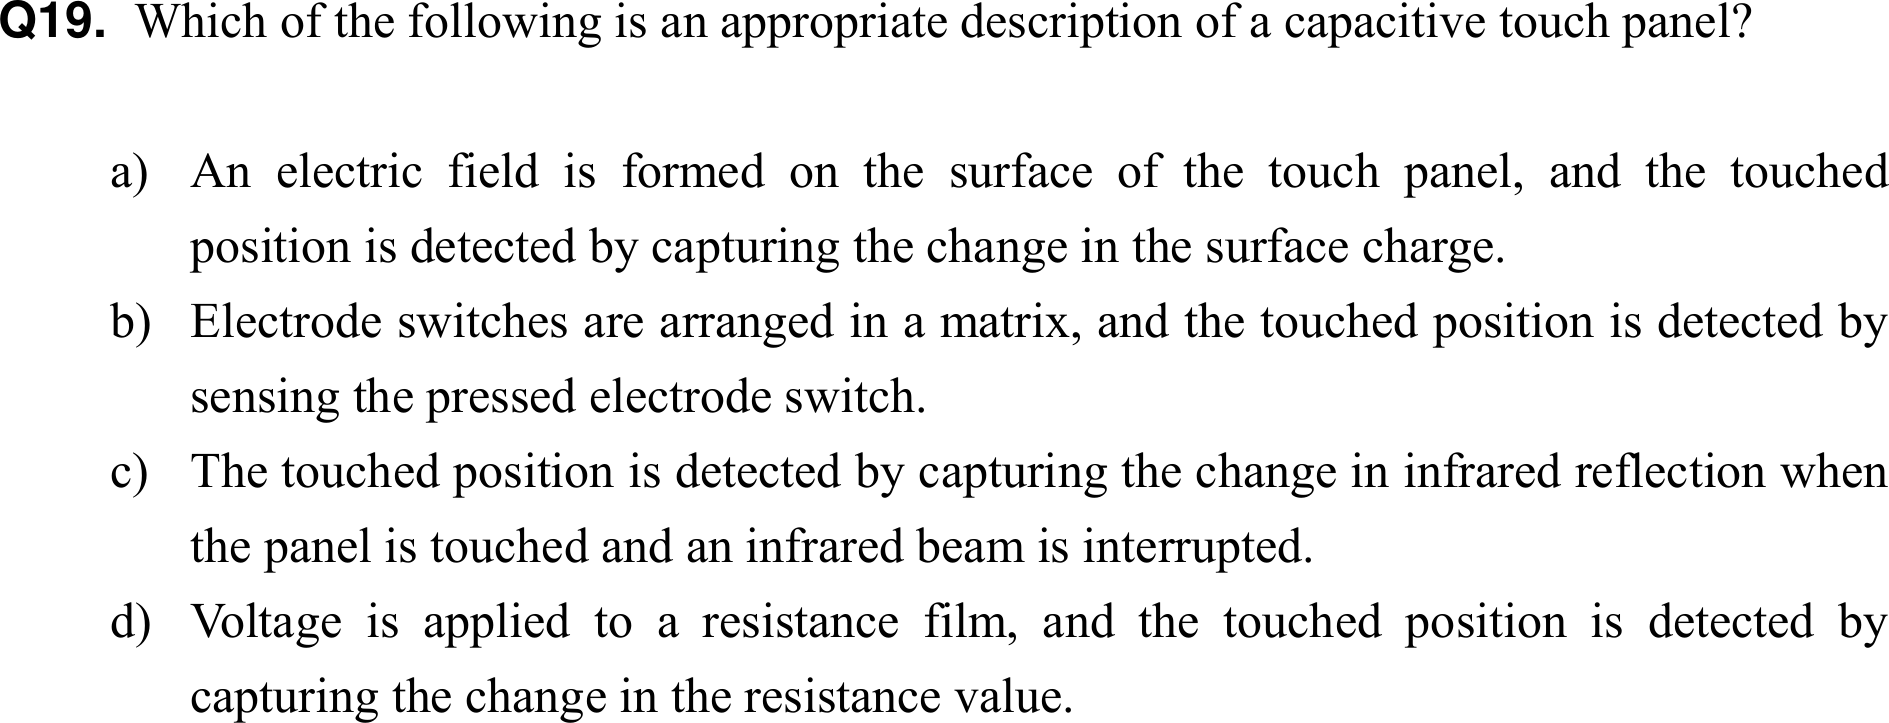 Q19. Which of the following is an appropriate description of a capacitive touch panel?
a) An electric field is formed on the surface of the touch panel, and the touched
position is detected by capturing the change in the surface charge.
b) Electrode switches are arranged in a matrix, and the touched position is detected by
sensing the pressed electrode switch.
c) The touched position is detected by capturing the change in infrared reflection when
the panel is touched and an infrared beam is interrupted.
d) Voltage is applied to a resistance film, and the touched position is detected by
capturing the change in the resistance value.